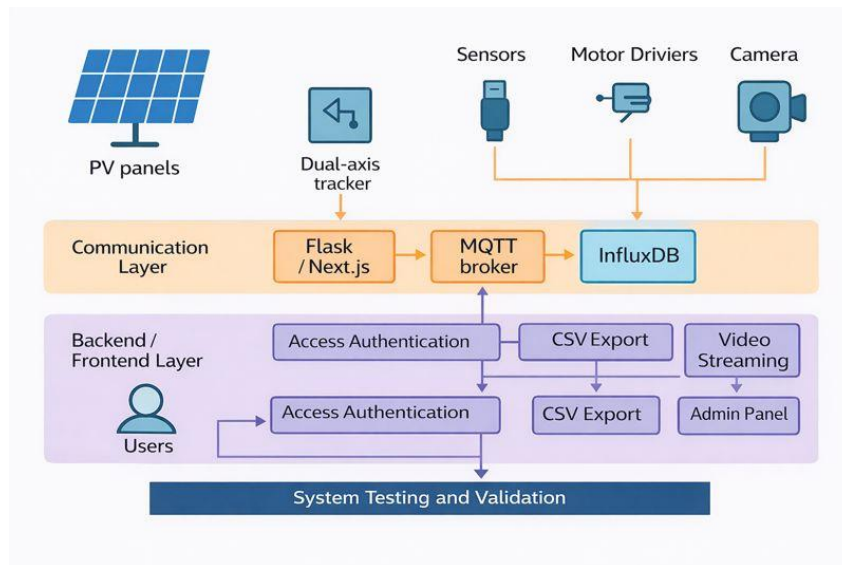 Sensors
Motor Driviers
Camera
PV panels
Dual-axis
tracker
Communication
Layer
Flask
/Next.js
MQTT
broker
InfluxDB
Backend /
Frontend Layer
Access Authentication
CSV Export
Video
Streaming
Users
Access Authentication
CSV Export
Admin Panel
System Testing and Validation